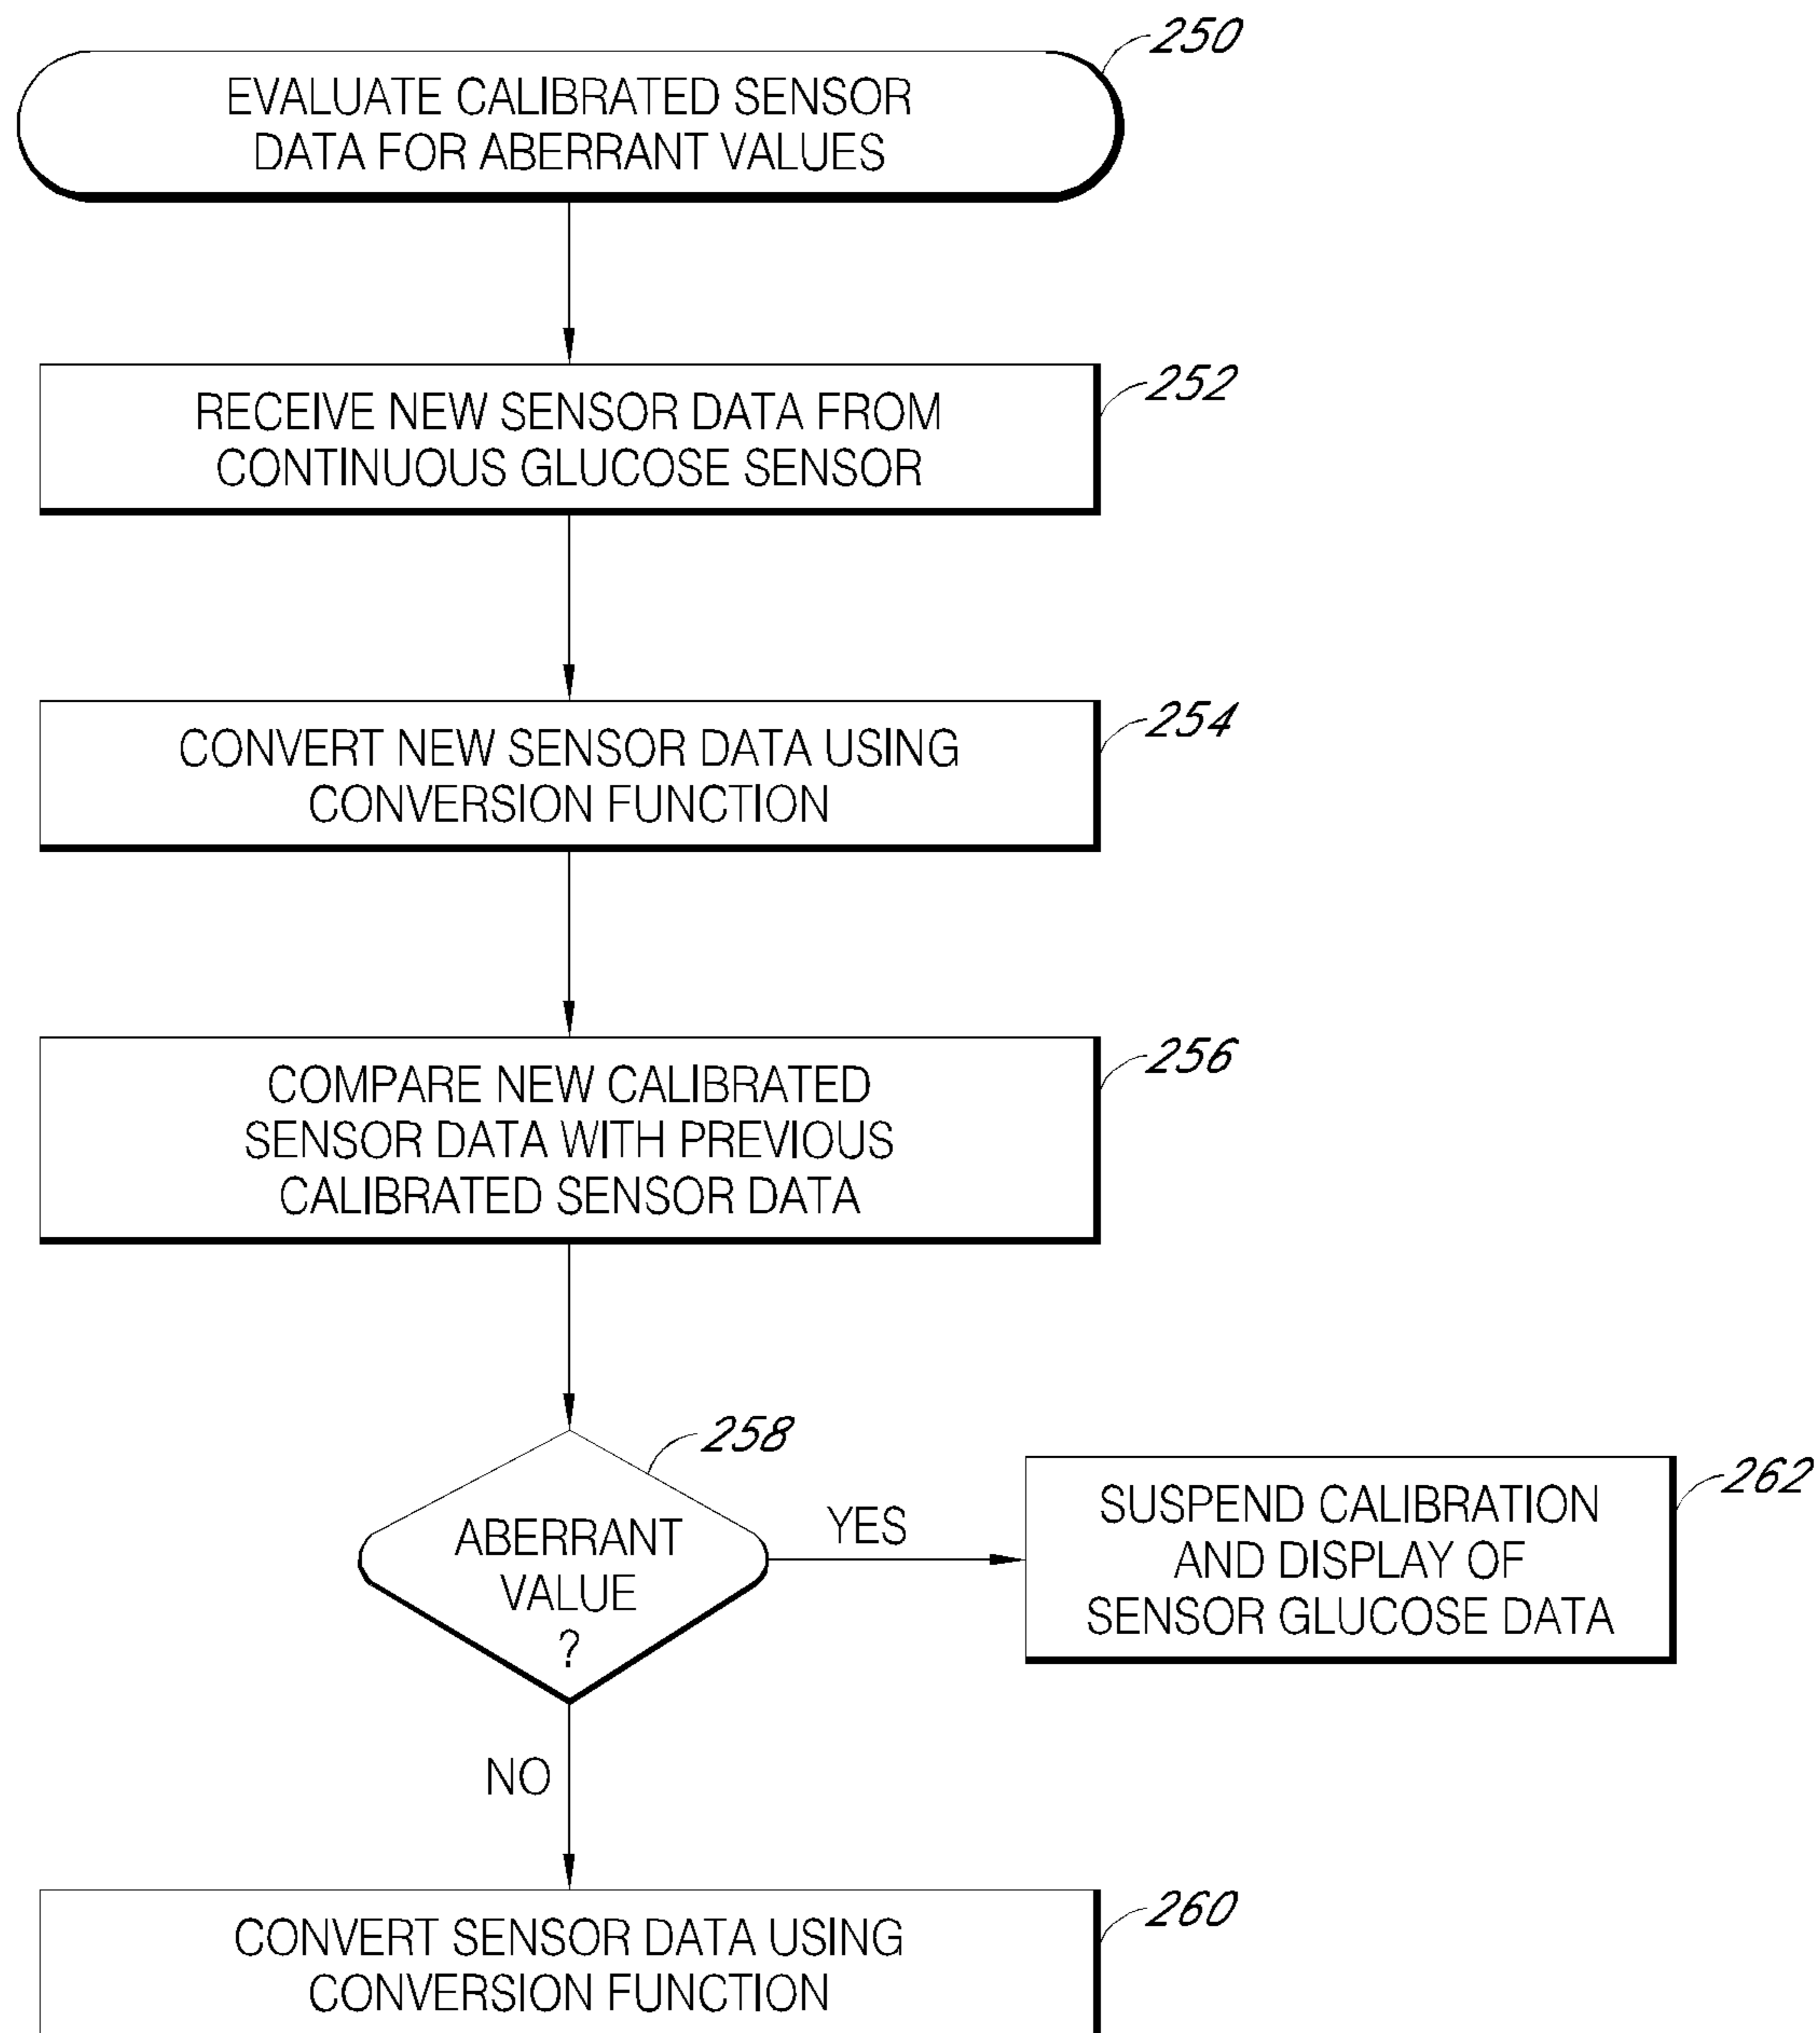 250
EVALUATE CALIBRATED SENSOR
DATA FOR ABERRANT VALUES
252
RECEIVE NEW SENSOR DATA FROM
CONTINUOUS GLUCOSE SENSOR
254
CONVERT NEW SENSOR DATA USING
CONVERSION FUNCTION
256
COMPARE NEW CALIBRATED
SENSOR DATA WITH PREVIOUS
CALIBRATED SENSOR DATA
258
ABERRANT
VALUE
?
YES
262
SUSPEND CALIBRATION
AND DISPLAY OF
SENSOR GLUCOSE DATA
NO
260
CONVERT SENSOR DATA USING
CONVERSION FUNCTION